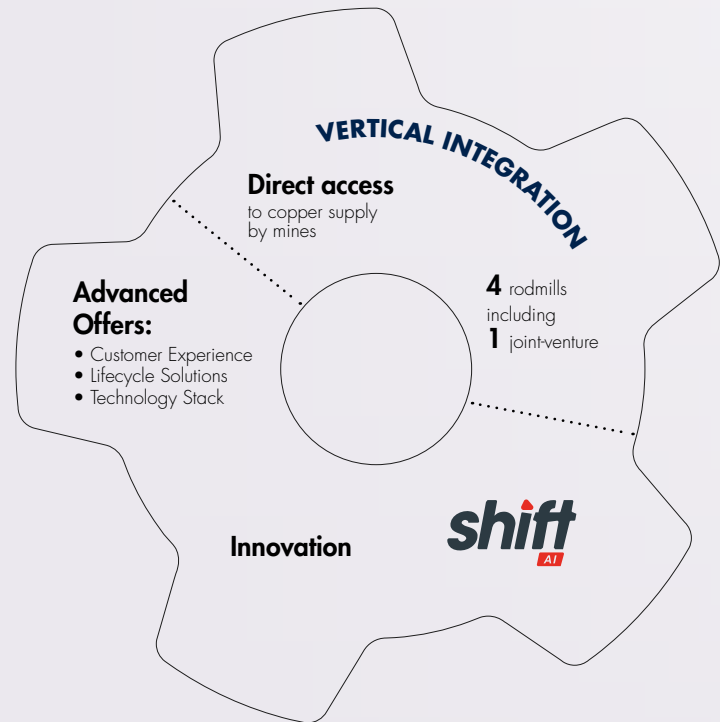 VERTICAL INTEGRATION
Direct access
to copper supply
by mines
4 rodmills
including
1 joint-venture
Advanced
Offers:
• Customer Experience
• Lifecycle Solutions
• Technology Stack
Innovation
shift
AI